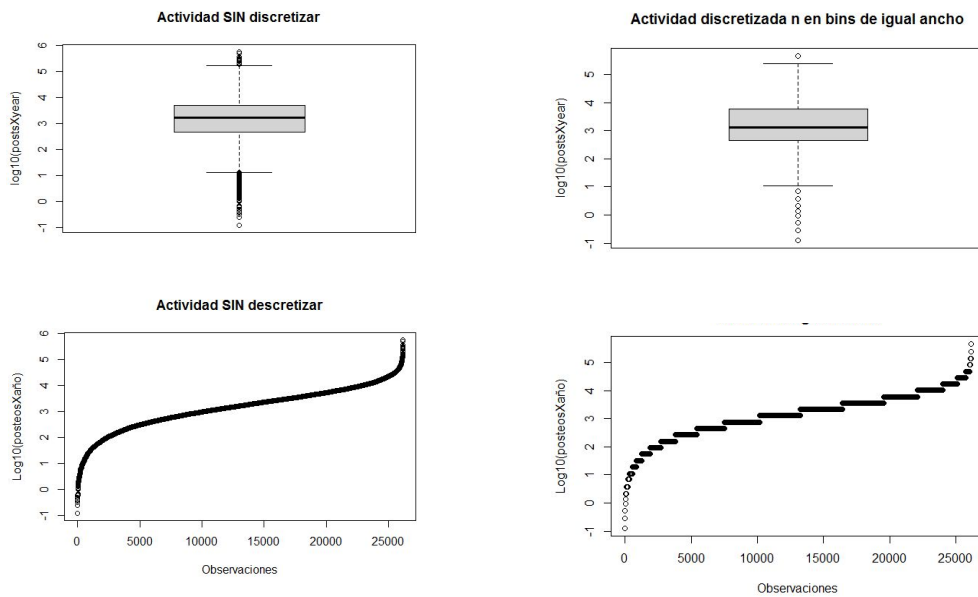 Actividad SIN discretizar
log10(postsXyear)
6
5
4
3
2
1
0
-1
Actividad discretizada n en bins de igual ancho
log10(postsXyear)
5
4
3
2
1
0
-1
Actividad SIN descretizar
Log10(posteosXaño)
6
5
4
3
2
1
0
-1
0 5000 10000 15000 20000 25000
Observaciones
Log10(posteosXaño)
5
4
3
2
1
0
-1
0 5000 10000 15000 20000 25000
Observaciones